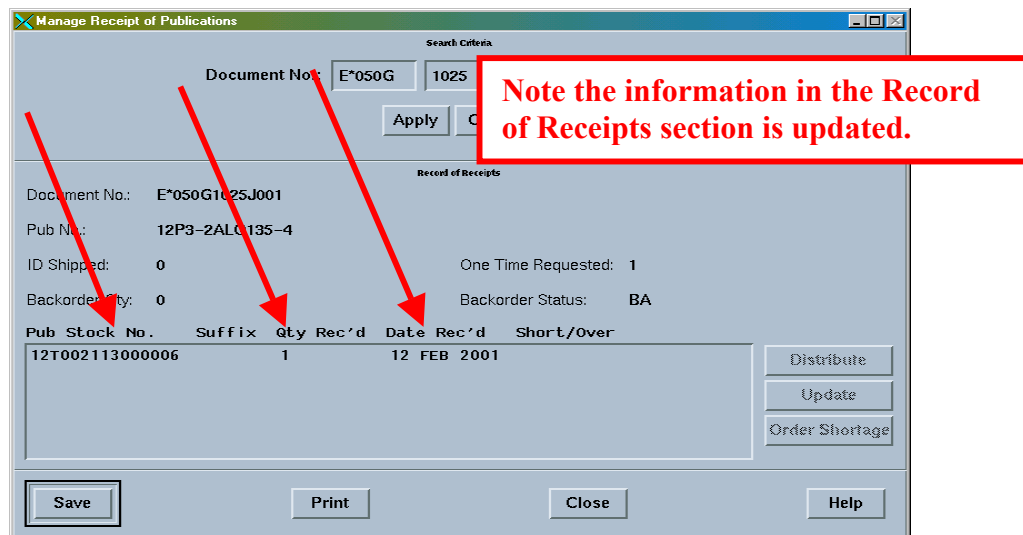 Manage Receipt of Publications
Search Criteria
Document No.: E*050G 1025
Apply
Note the information in the Record
of Receipts section is updated.
Record of Receipts
Document No.: E*050G1025J001
Pub No.: 12P3-2ALQ135-4
ID Shipped: 0 One Time Requested: 1
Backorder Qty: 0 Backorder Status: BA
Pub Stock No. Suffix Qty Rec'd Date Rec'd Short/Over
12T002113000006 1 12 FEB 2001
Distribute
Update
Order Shortage
Save Print Close Help